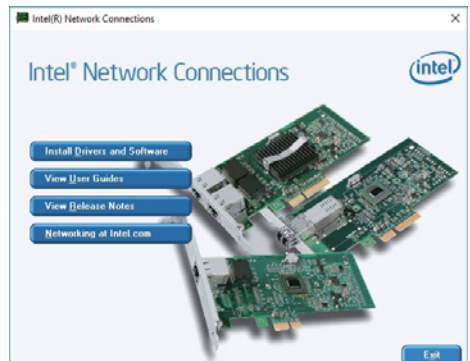 Intel(R) Network Connections
Intel® Network Connections
intel
Install Drivers and Software
View User Guides
View Release Notes
Networking at Intel.com
Exit